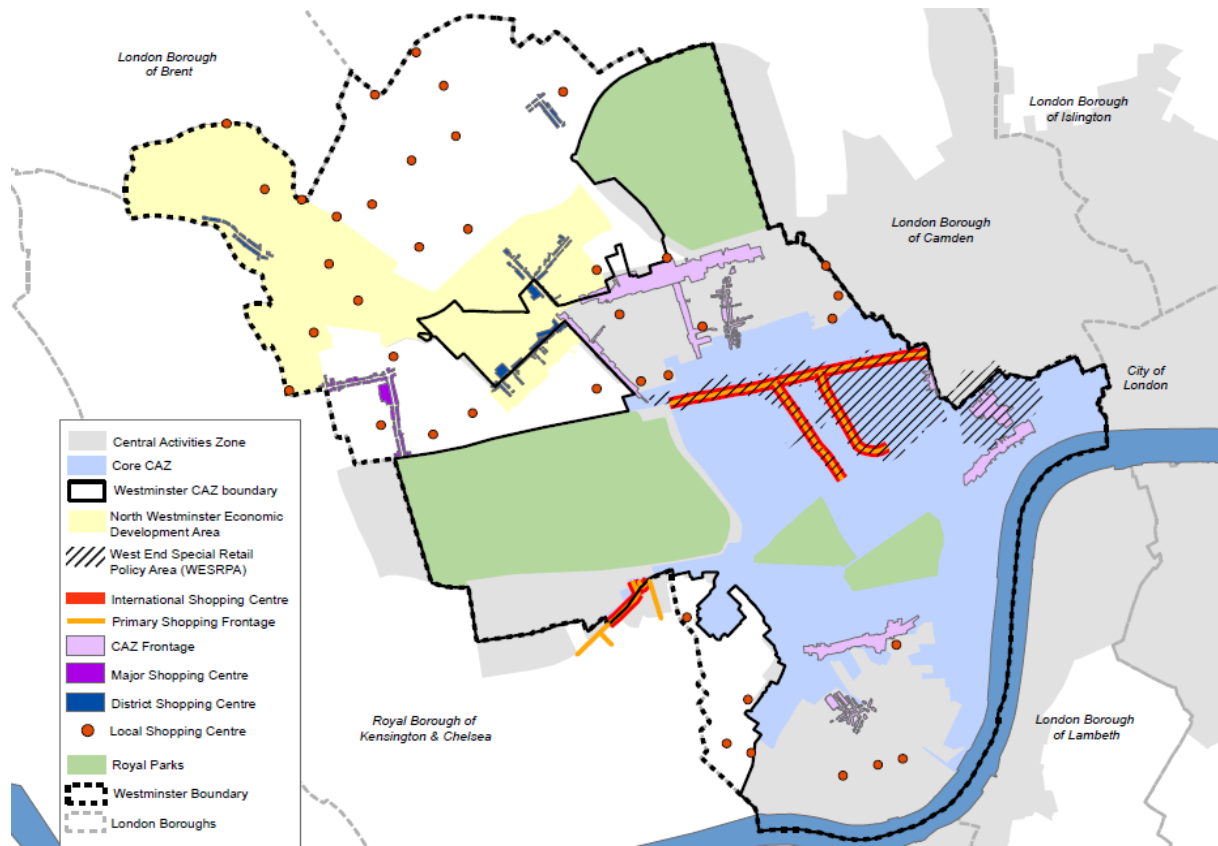 London Borough
of Brent
London Borough
of Islington
London Borough
of Camden
City of
London
Central Activities Zone
Core CAZ
Westminster CAZ boundary
North Westminster Economic
Development Area
West End Special Retail
Policy Area (WESRPA)
International Shopping Centre
Primary Shopping Frontage
CAZ Frontage
Major Shopping Centre
District Shopping Centre
Local Shopping Centre
Royal Parks
Westminster Boundary
London Boroughs
Royal Borough of
Kensington & Chelsea
London Borough
of Lambeth